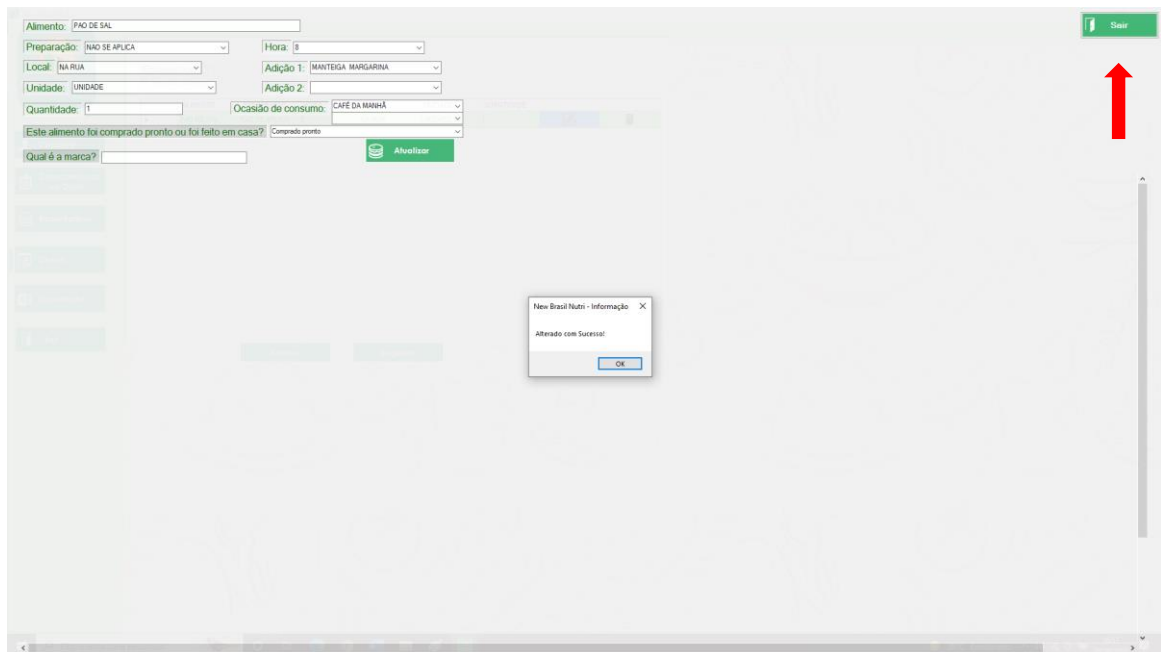 Alimento: PAO DE SAL
Sair
Preparação: NAO SE APLICA Hora: 8
Local: NA RUA Adição 1: MANTEIGA MARGARINA
Unidade: UNIDADE Adição 2:
Quantidade: 1 Ocasião de consumo: CAFÉ DA MANHÃ
Este alimento foi comprado pronto ou foi feito em casa? Comprado pronto
Qual é a marca? Atualizar
New Brasil Nutri - Informação
Alterado com Sucesso!
OK